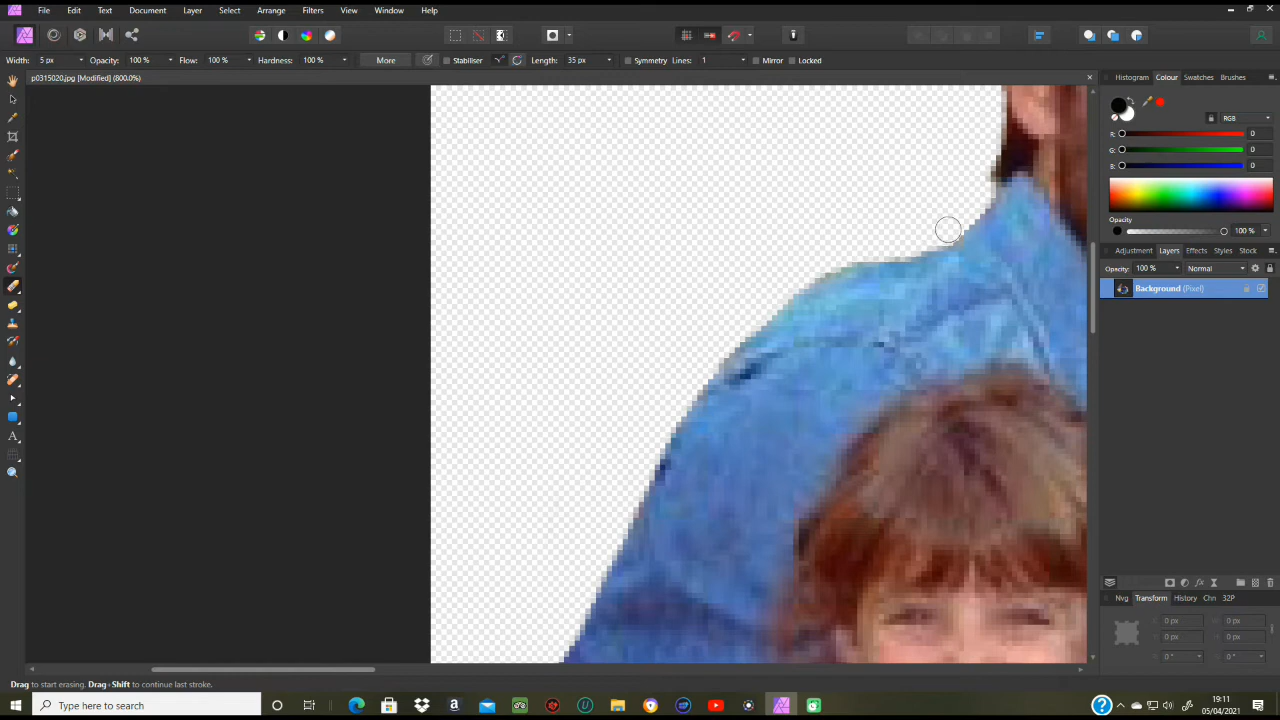 File Edit Text Document Layer Select Arrange Filters View Window Help
Width: 5 px Opacity: 100 % Flow: 100 % Hardness: 100 % More Stabiliser Length: 35 px Symmetry Lines: 1 Mirror Locked
p0315020.jpg [Modified] (800.0%)
Histogram Colour Swatches Brushes
RGB
R: 0
G: 0
B: 0
Opacity
100 %
Adjustment Layers Effects Styles Stock
Opacity: 100 % Normal
Background (Pixel)
Nvg Transform History Chn 32P
X: 0 px W: 0 px
Y: 0 px H: 0 px
R: 0 ° S: 0 °
Drag to start erasing. Drag+Shift to continue last stroke.
Type here to search
19:11
05/04/2021